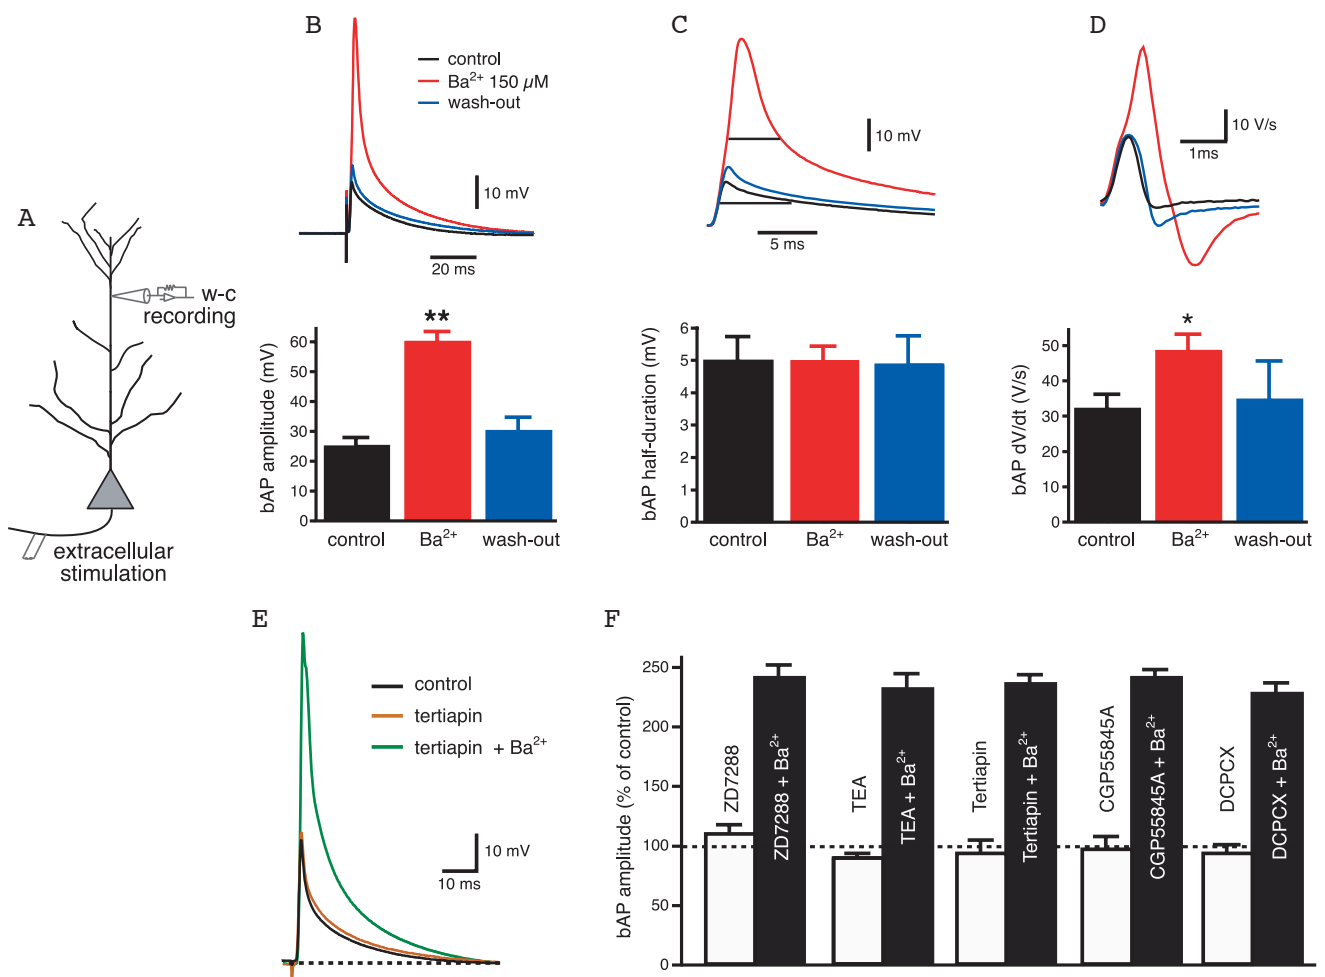 A
w-c
recording
extracellular
stimulation
B
control
Ba²⁺ 150 µM
wash-out
10 mV
20 ms
bAP amplitude (mV)
60
50
40
30
20
10
0
**
control
Ba²⁺
wash-out
C
10 mV
5 ms
bAP half-duration (mV)
6
5
4
3
2
1
0
control
Ba²⁺
wash-out
D
10 V/s
1ms
bAP dV/dt (V/s)
50
40
30
20
10
0
*
control
Ba²⁺
wash-out
E
control
tertiapin
tertiapin + Ba²⁺
10 mV
10 ms
F
bAP amplitude (% of control)
250
200
150
100
50
0
ZD7288
ZD7288 + Ba²⁺
TEA
TEA + Ba²⁺
Tertiapin
Tertiapin + Ba²⁺
CGP55845A
CGP55845A + Ba²⁺
DCPCX
DCPCX + Ba²⁺